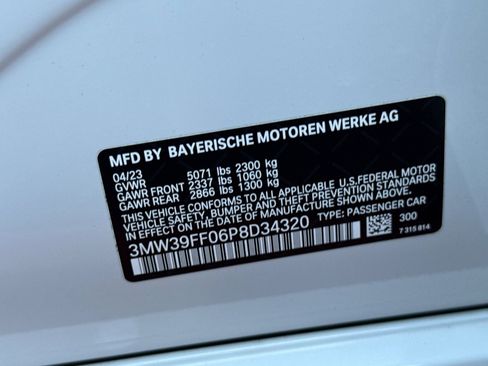 MFD BY BAYERISCHE MOTOREN WERKE AG
04/23
GVWR 5071 lbs 2300 kg
GAWR FRONT 2337 lbs 1060 kg
GAWR REAR 2866 lbs 1300 kg
THIS VEHICLE CONFORMS TO ALL APPLICABLE U.S.FEDERAL MOTOR
VEHICLE SAFETY, BUMPER, AND THEFT PREVENTION STANDARDS
IN EFFECT ON THE DATE OF MANUFACTURE SHOWN ABOVE.
3MW39FF06P8D34320 TYPE: PASSENGER CAR
300
7 315 814